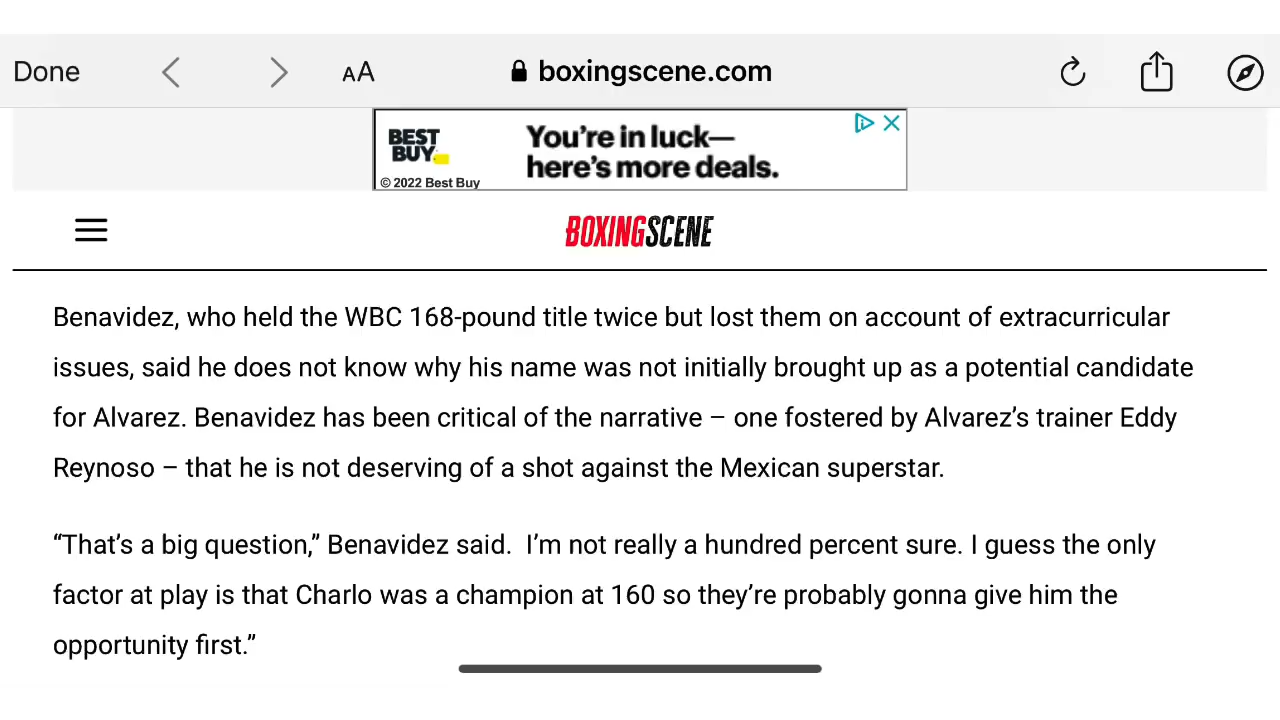 Done AA boxingscene.com
BEST
BUY
© 2022 Best Buy
You're in luck—
here's more deals.
BOXINGSCENE
Benavidez, who held the WBC 168-pound title twice but lost them on account of extracurricular
issues, said he does not know why his name was not initially brought up as a potential candidate
for Alvarez. Benavidez has been critical of the narrative – one fostered by Alvarez’s trainer Eddy
Reynoso – that he is not deserving of a shot against the Mexican superstar.
“That’s a big question,” Benavidez said.  I’m not really a hundred percent sure. I guess the only
factor at play is that Charlo was a champion at 160 so they’re probably gonna give him the
opportunity first.”